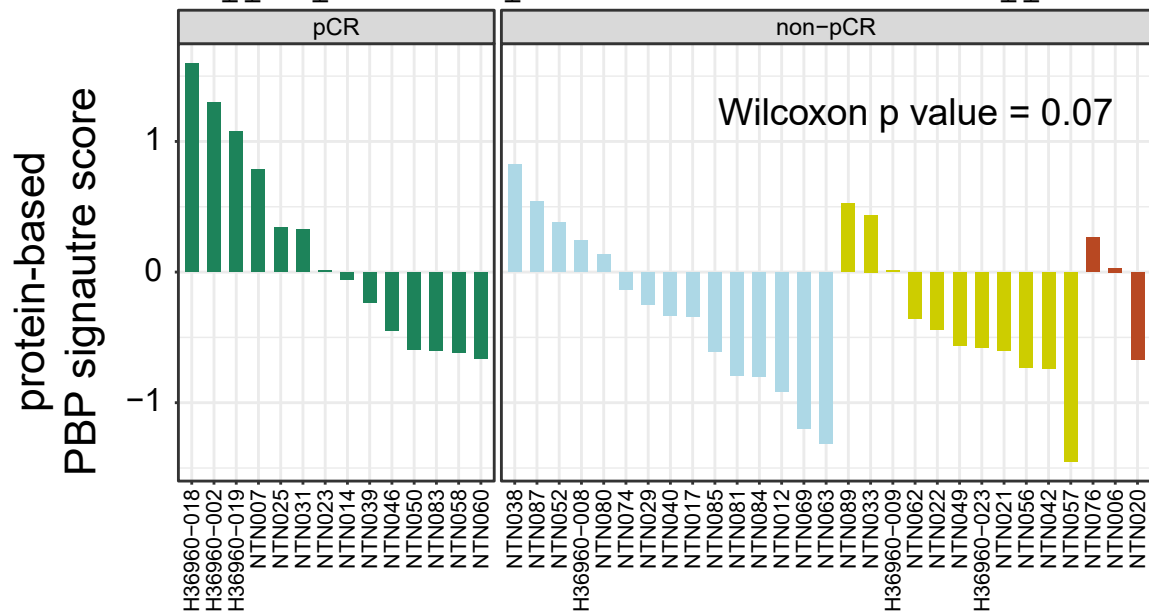 pCR
non−pCR
Wilcoxon p value = 0.07
protein-based
PBP signautre score
1
0
−1
H36960−018
H36960−002
H36960−019
NTN007
NTN025
NTN031
NTN023
NTN014
NTN039
NTN046
NTN050
NTN083
NTN058
NTN060
NTN038
NTN087
NTN052
H36960−008
NTN080
NTN074
NTN029
NTN040
NTN017
NTN085
NTN081
NTN084
NTN012
NTN069
NTN063
NTN089
NTN033
H36960−009
NTN062
NTN022
NTN049
H36960−023
NTN021
NTN056
NTN042
NTN057
NTN076
NTN006
NTN020